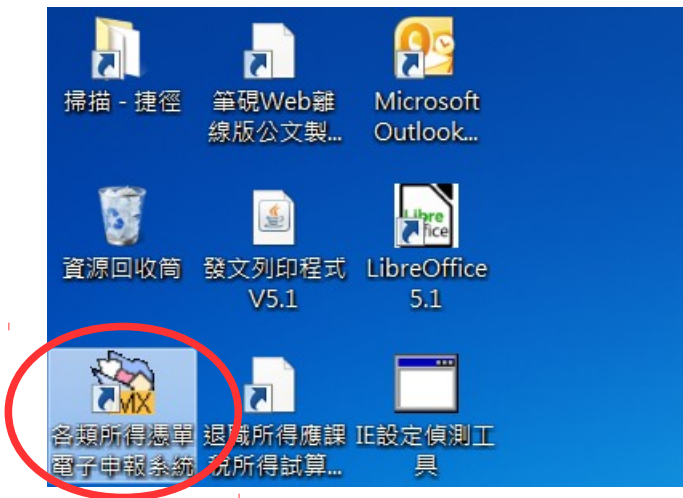 掃描 - 捷徑
筆硯Web離
線版公文製...
Microsoft
Outlook...
資源回收筒
發文列印程式
V5.1
Libre
Office
LibreOffice
5.1
MX
各類所得憑單
電子申報系統
退職所得應課
稅所得試算...
IE設定偵測工
具